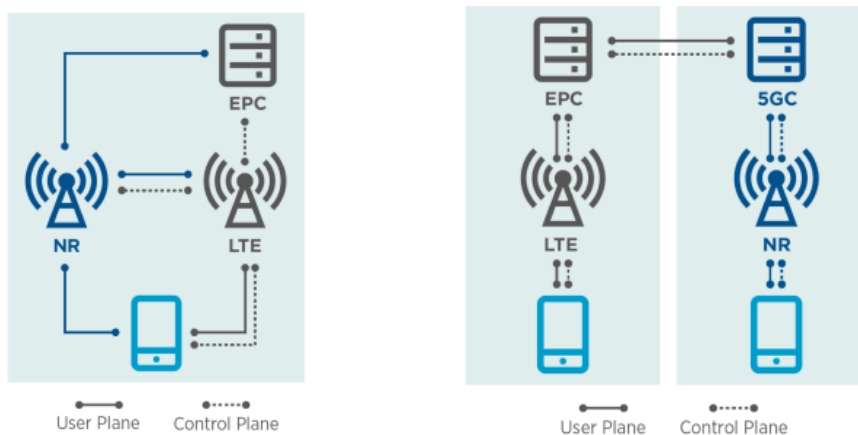 EPC
NR
LTE
User Plane
Control Plane
EPC
5GC
LTE
NR
User Plane
Control Plane